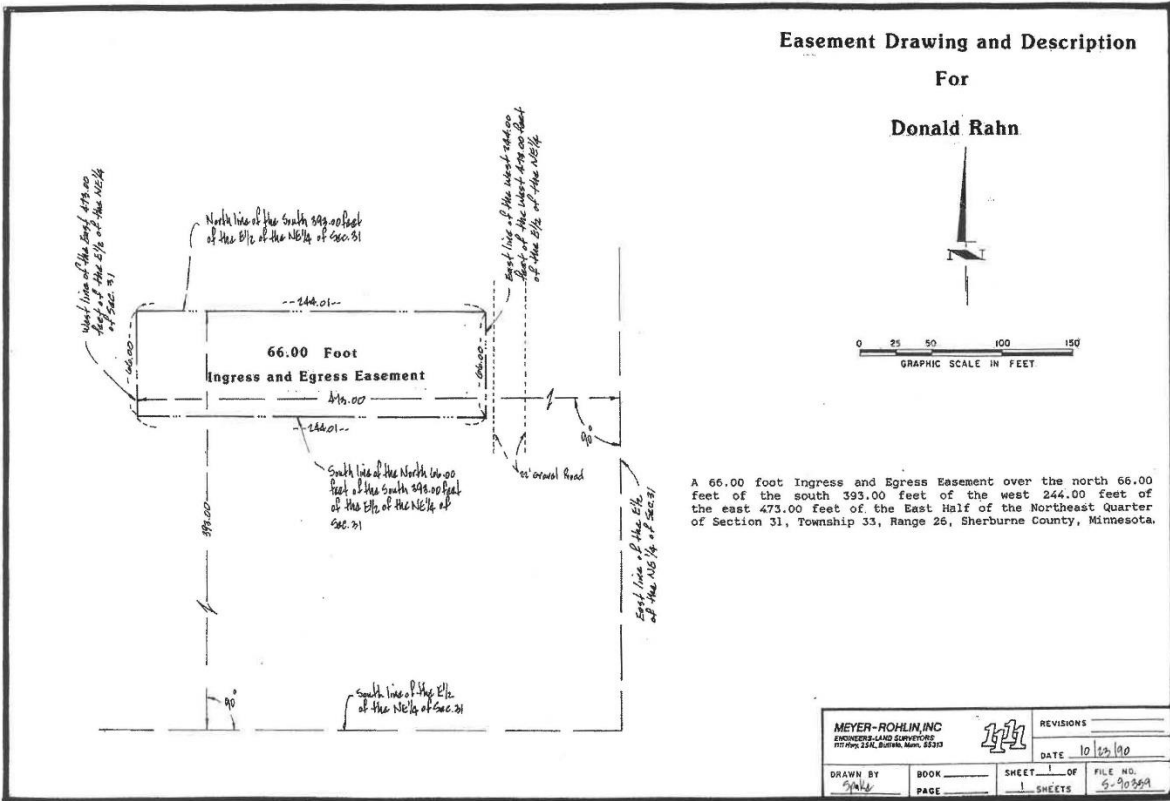 Easement Drawing and Description
For
Donald Rahn
West line of the East 473.00
feet of the E1/2 of the NE1/4
of Sec. 31
North line of the South 393.00 feet
of the E1/2 of the NE1/4 of Sec. 31
East line of the West 244.00
feet of the West 473.00 feet
of the E1/2 of the NE1/4
--244.01--
--66.00--
66.00 Foot
Ingress and Egress Easement
--66.00--
473.00
--244.01--
90°
22' Gravel Road
South line of the North 66.00
feet of the South 393.00 feet
of the E1/2 of the NE1/4 of
Sec. 31
393.00
East line of the E1/2
of the NE1/4 of Sec. 31
90°
South line of the E1/2
of the NE1/4 of Sec. 31
0 25 50 100 150
GRAPHIC SCALE IN FEET
A 66.00 foot Ingress and Egress Easement over the north 66.00
feet of the south 393.00 feet of the west 244.00 feet of
the east 473.00 feet of the East Half of the Northeast Quarter
of Section 31, Township 33, Range 26, Sherburne County, Minnesota.
MEYER-ROHLIN, INC
ENGINEERS-LAND SURVEYORS
1111 Hwy. 25 N., Buffalo, Minn. 55313
REVISIONS
DATE 10/23/90
DRAWN BY
BOOK
PAGE
SHEET 1 OF
1 SHEETS
FILE NO.
S-90359